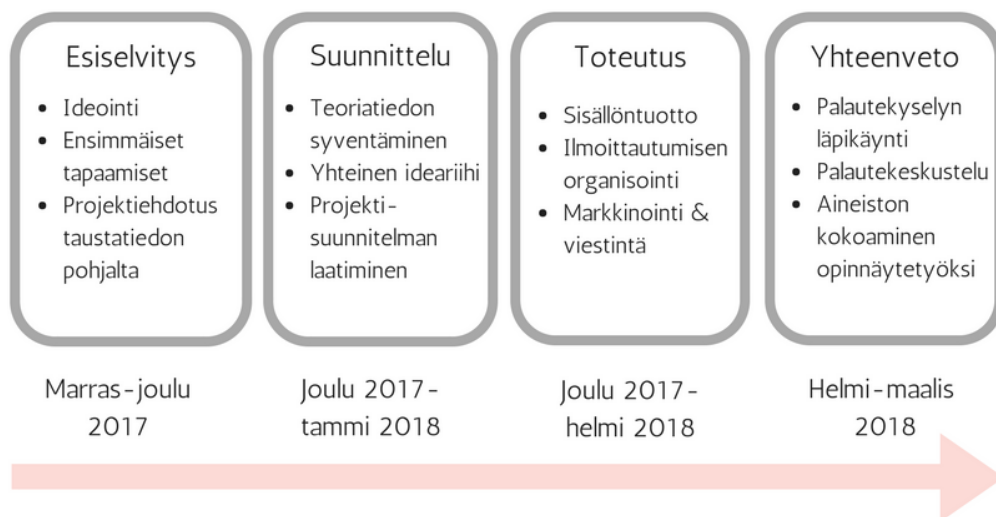 Esiselvitys
• Ideointi
• Ensimmäiset
tapaamiset
• Projektiehdotus
taustatiedon
pohjalta
Suunnittelu
• Teoriatiedon
syventäminen
• Yhteinen ideariihi
• Projekti-
suunnitelman
laatiminen
Toteutus
• Sisällöntuotto
• Ilmoittautumisen
organisointi
• Markkinointi &
viestintä
Yhteenveto
• Palautekyselyn
läpikäynti
• Palautekeskustelu
• Aineiston
kokoaminen
opinnäytetyöksi
Marras-joulu
2017
Joulu 2017-
tammi 2018
Joulu 2017-
helmi 2018
Helmi-maalis
2018